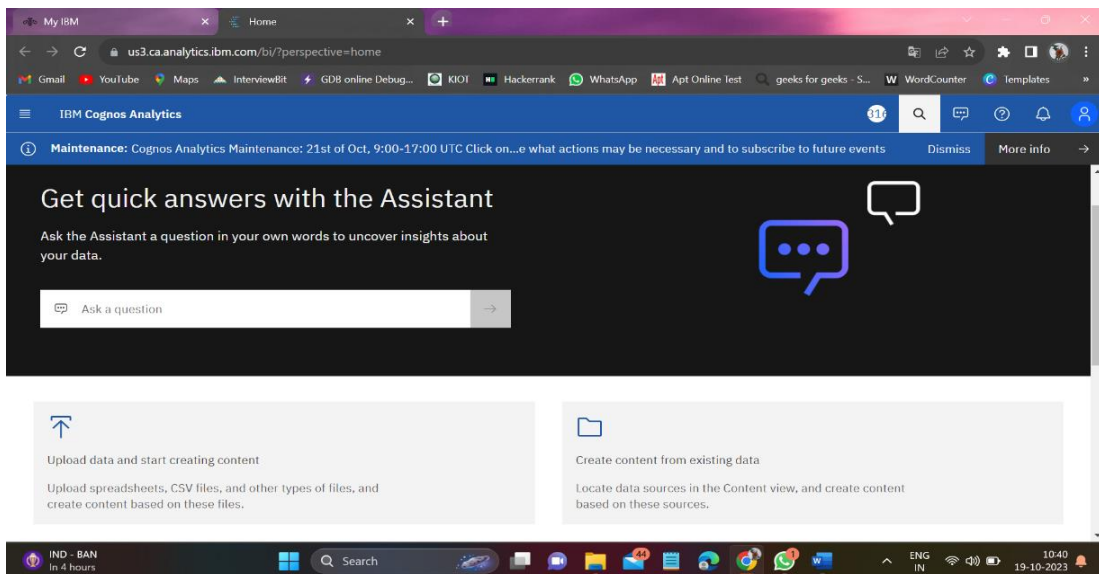 My IBM
Home
us3.ca.analytics.ibm.com/bi/?perspective=home
Gmail YouTube Maps InterviewBit GDB online Debug... KIOT Hackerrank WhatsApp Apt Online Test geeks for geeks - S... WordCounter Templates »
IBM Cognos Analytics
Maintenance: Cognos Analytics Maintenance: 21st of Oct, 9:00-17:00 UTC Click on...e what actions may be necessary and to subscribe to future events Dismiss More info
Get quick answers with the Assistant
Ask the Assistant a question in your own words to uncover insights about
your data.
Ask a question
Upload data and start creating content
Upload spreadsheets, CSV files, and other types of files, and
create content based on these files.
Create content from existing data
Locate data sources in the Content view, and create content
based on these sources.
IND - BAN
In 4 hours
Search
44
ENG
IN
10:40
19-10-2023